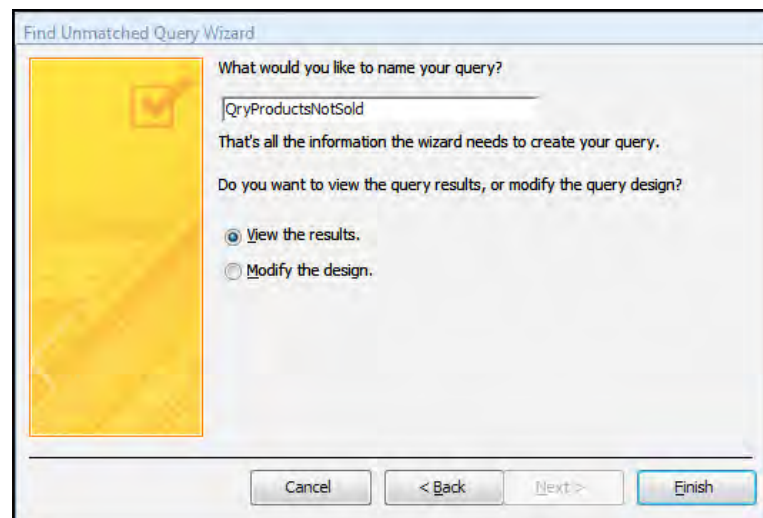 Find Unmatched Query Wizard
What would you like to name your query?
QryProductsNotSold
That's all the information the wizard needs to create your query.
Do you want to view the query results, or modify the query design?
View the results.
Modify the design.
Cancel < Back Next > Finish